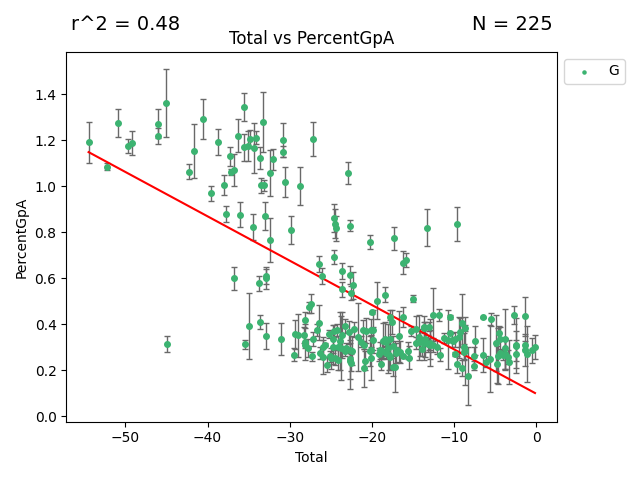 r^2 = 0.48
N = 225
Total vs PercentGpA
G
PercentGpA
1.4
1.2
1.0
0.8
0.6
0.4
0.2
0.0
−50
−40
−30
−20
−10
0
Total